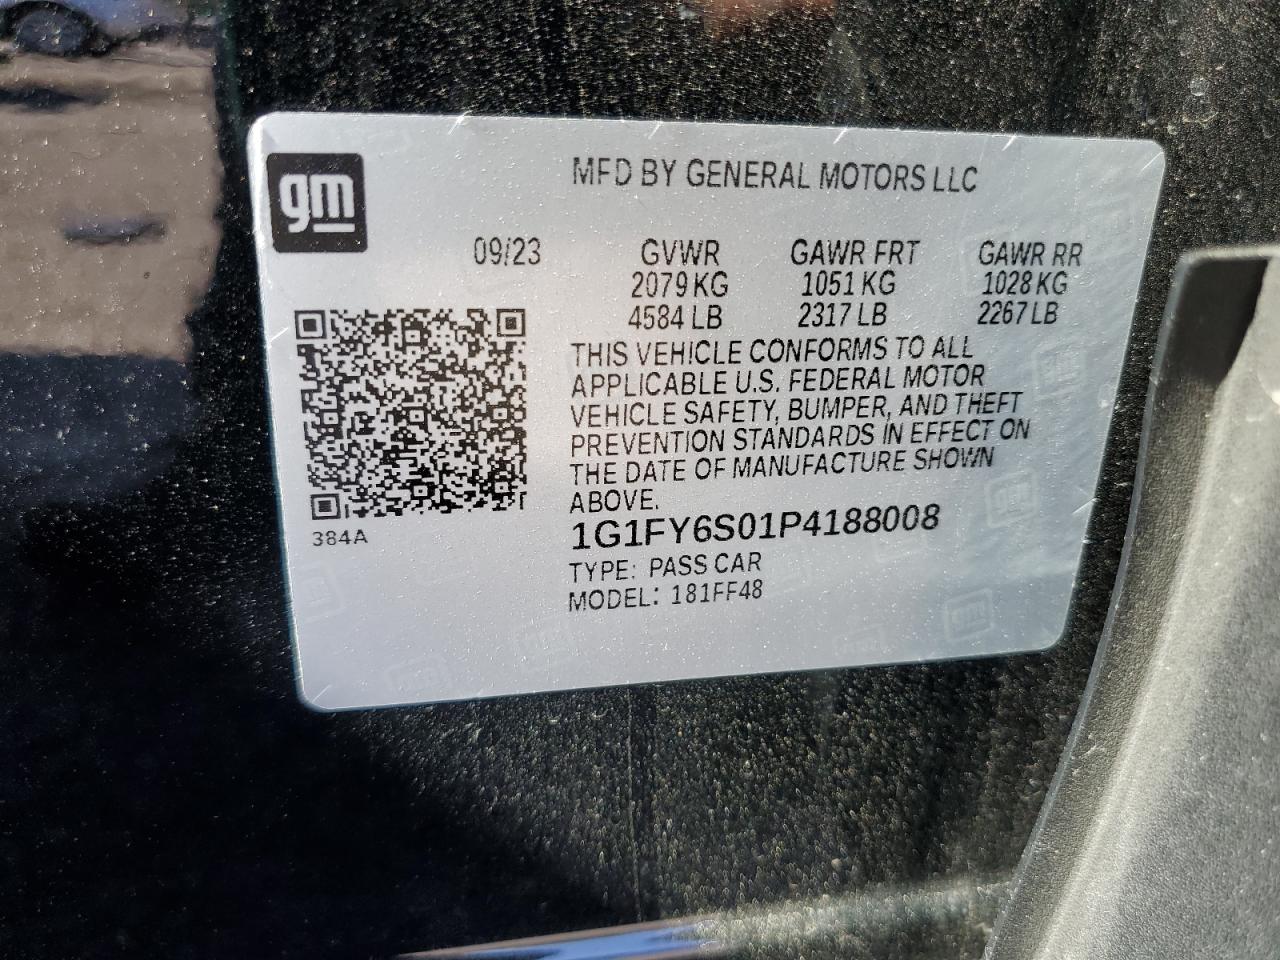 gm
MFD BY GENERAL MOTORS LLC
09/23 GVWR GAWR FRT GAWR RR
2079 KG 1051 KG 1028 KG
4584 LB 2317 LB 2267 LB
THIS VEHICLE CONFORMS TO ALL
APPLICABLE U.S. FEDERAL MOTOR
VEHICLE SAFETY, BUMPER, AND THEFT
PREVENTION STANDARDS IN EFFECT ON
THE DATE OF MANUFACTURE SHOWN
ABOVE.
384A
1G1FY6S01P4188008
TYPE: PASS CAR
MODEL: 181FF48